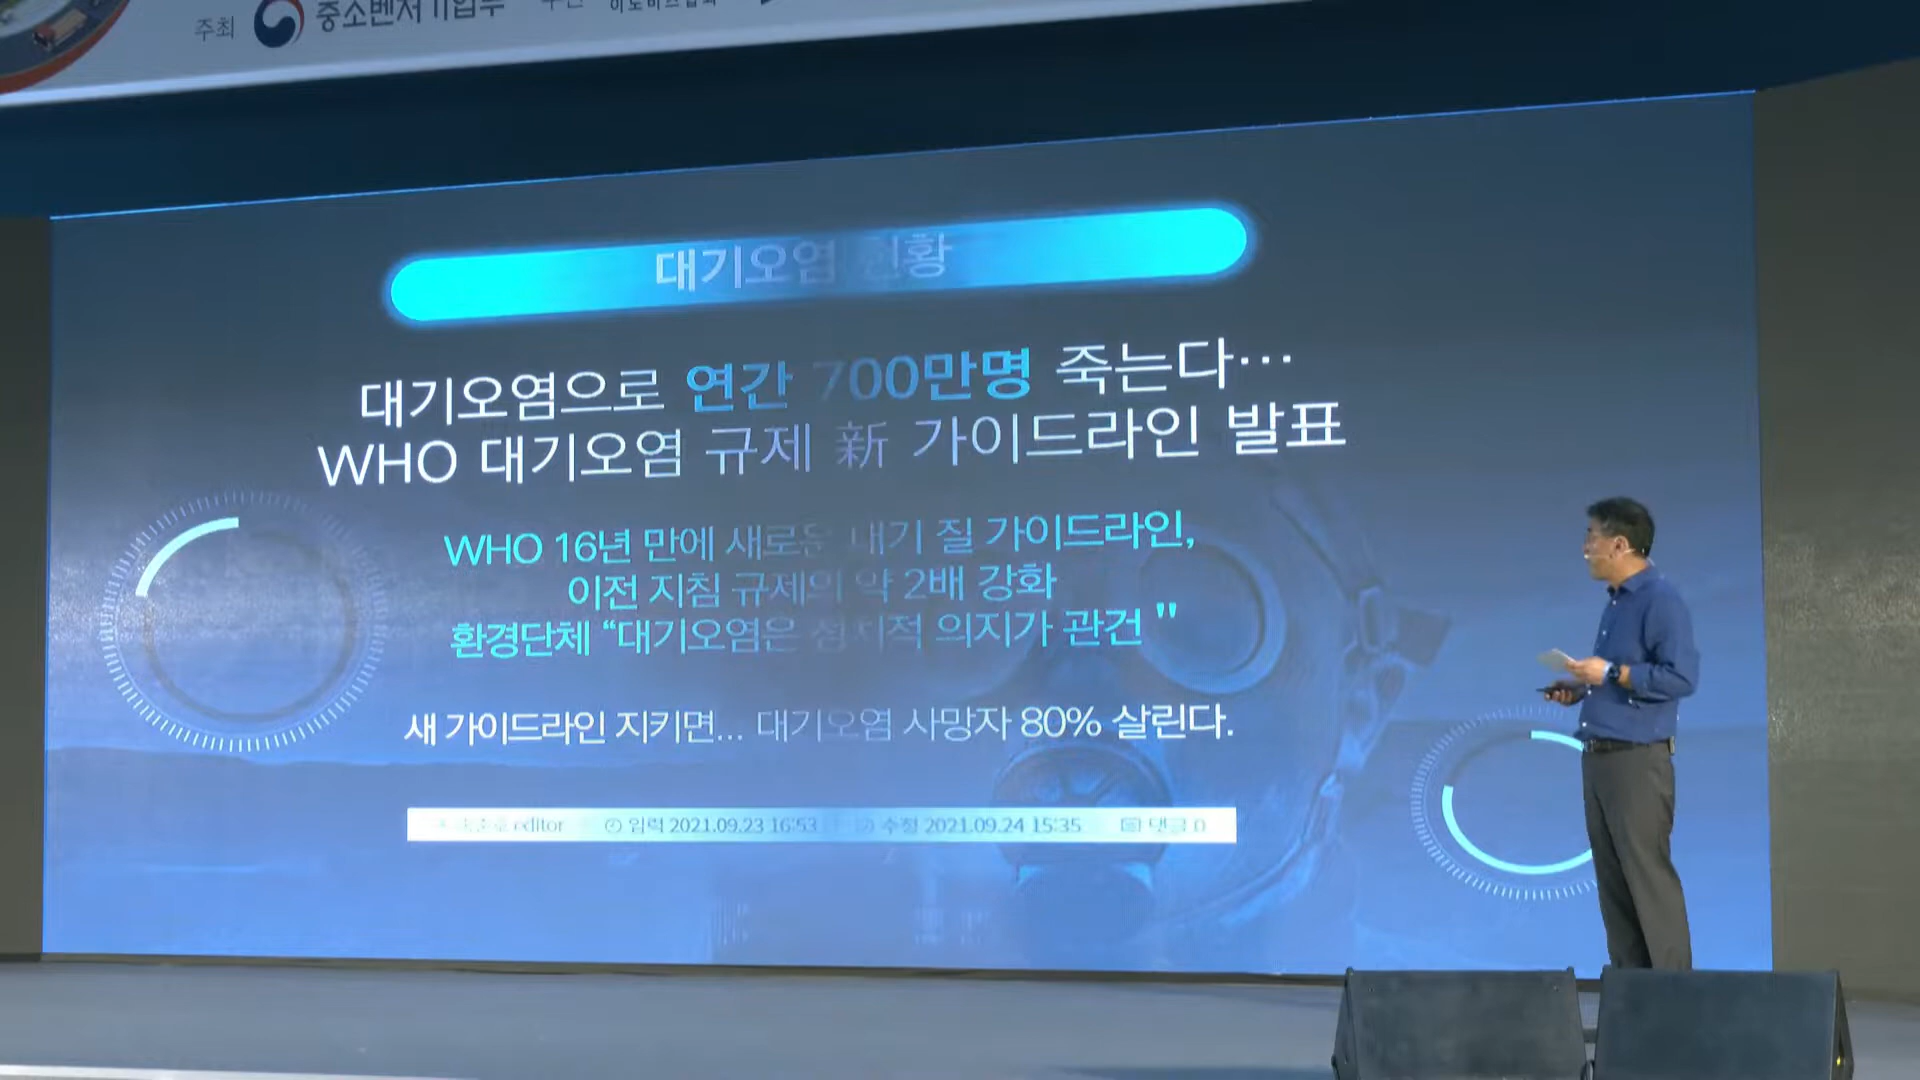 주최 중소벤처기업부
대기오염 현황
대기오염으로 연간 700만명 죽는다…
WHO 대기오염 규제 新 가이드라인 발표
WHO 16년 만에 새로운 대기 질 가이드라인,
이전 지침 규제의 약 2배 강화
환경단체 “대기오염은 정치적 의지가 관건 "
새 가이드라인 지키면... 대기오염 사망자 80% 살린다.
editor 입력 2021.09.23 16:53 수정 2021.09.24 15:35 댓글 0